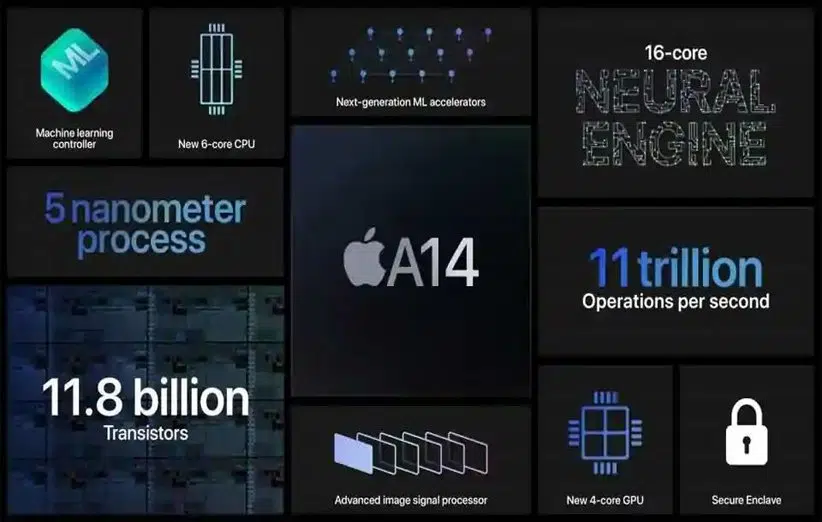 ML
Machine learning
controller
New 6-core CPU
Next-generation ML accelerators
16-core
NEURAL
ENGINE
5 nanometer
process
A14
11 trillion
Operations per second
11.8 billion
Transistors
Advanced image signal processor
New 4-core GPU
Secure Enclave